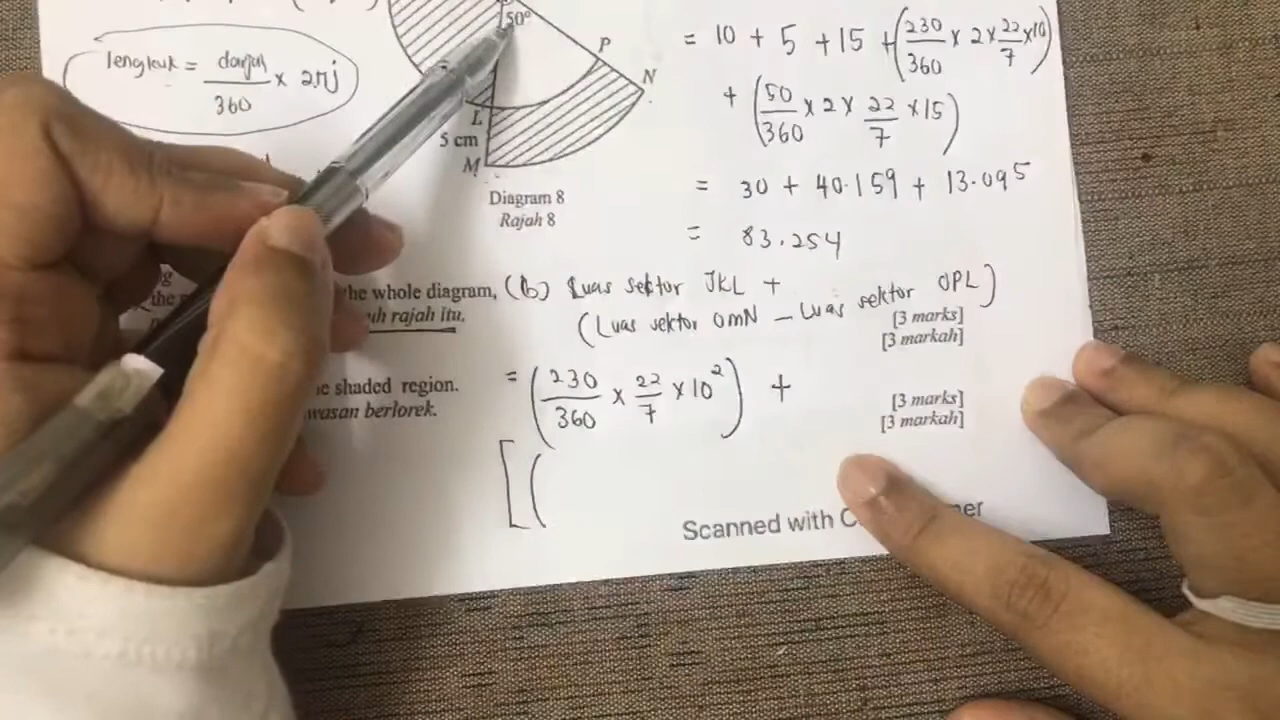 50°
P
N
L
5 cm
M
Diagram 8
Rajah 8
lengkuk = darjah/360 × 2πj
= 10 + 5 + 15 + (230/360 × 2 × 22/7 × 10)
+ (50/360 × 2 × 22/7 × 15)
= 30 + 40.159 + 13.095
= 83.254
the whole diagram,
uh rajah itu,
(b) Luas sektor JKL +
(Luas sektor OMN – Luas sektor OPL)
[3 marks]
[3 markah]
e shaded region.
wasan berlorek.
= (230/360 × 22/7 × 10²) +
[3 marks]
[3 markah]
[(
Scanned with C
er